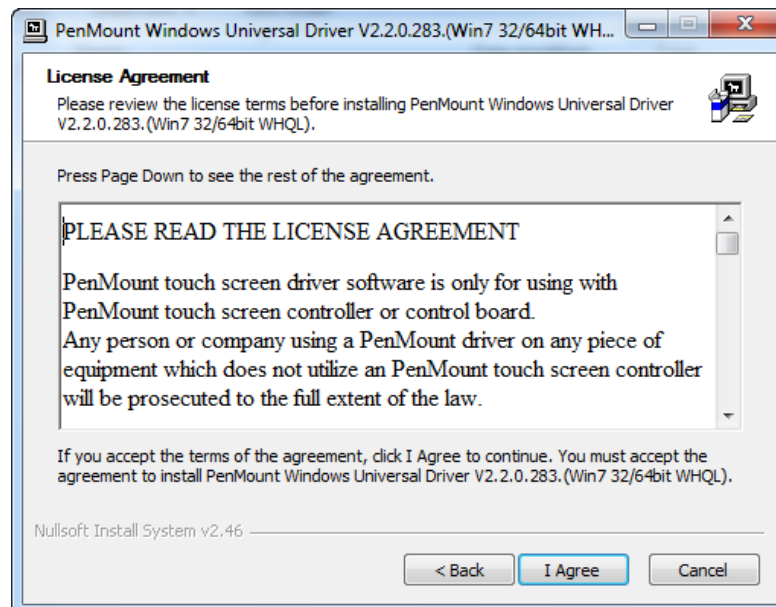 PenMount Windows Universal Driver V2.2.0.283.(Win7 32/64bit WH...
License Agreement
Please review the license terms before installing PenMount Windows Universal Driver
V2.2.0.283.(Win7 32/64bit WHQL).
Press Page Down to see the rest of the agreement.
PLEASE READ THE LICENSE AGREEMENT
PenMount touch screen driver software is only for using with
PenMount touch screen controller or control board.
Any person or company using a PenMount driver on any piece of
equipment which does not utilize an PenMount touch screen controller
will be prosecuted to the full extent of the law.
If you accept the terms of the agreement, click I Agree to continue. You must accept the
agreement to install PenMount Windows Universal Driver V2.2.0.283.(Win7 32/64bit WHQL).
Nullsoft Install System v2.46
< Back I Agree Cancel